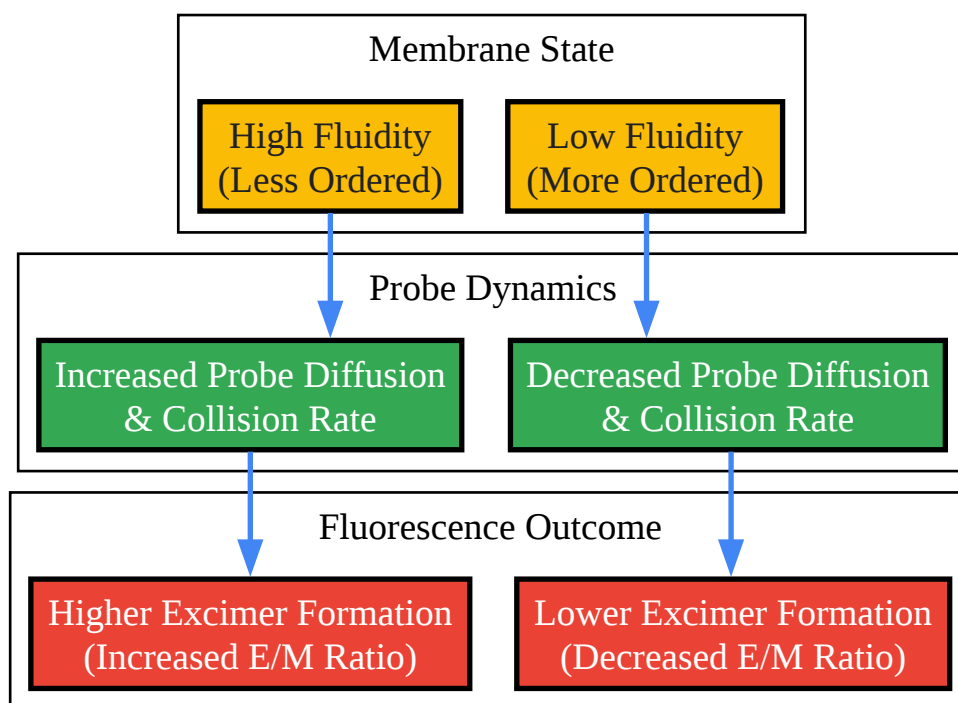 Membrane State
High Fluidity
(Less Ordered)
Low Fluidity
(More Ordered)
Probe Dynamics
Increased Probe Diffusion
& Collision Rate
Decreased Probe Diffusion
& Collision Rate
Fluorescence Outcome
Higher Excimer Formation
(Increased E/M Ratio)
Lower Excimer Formation
(Decreased E/M Ratio)